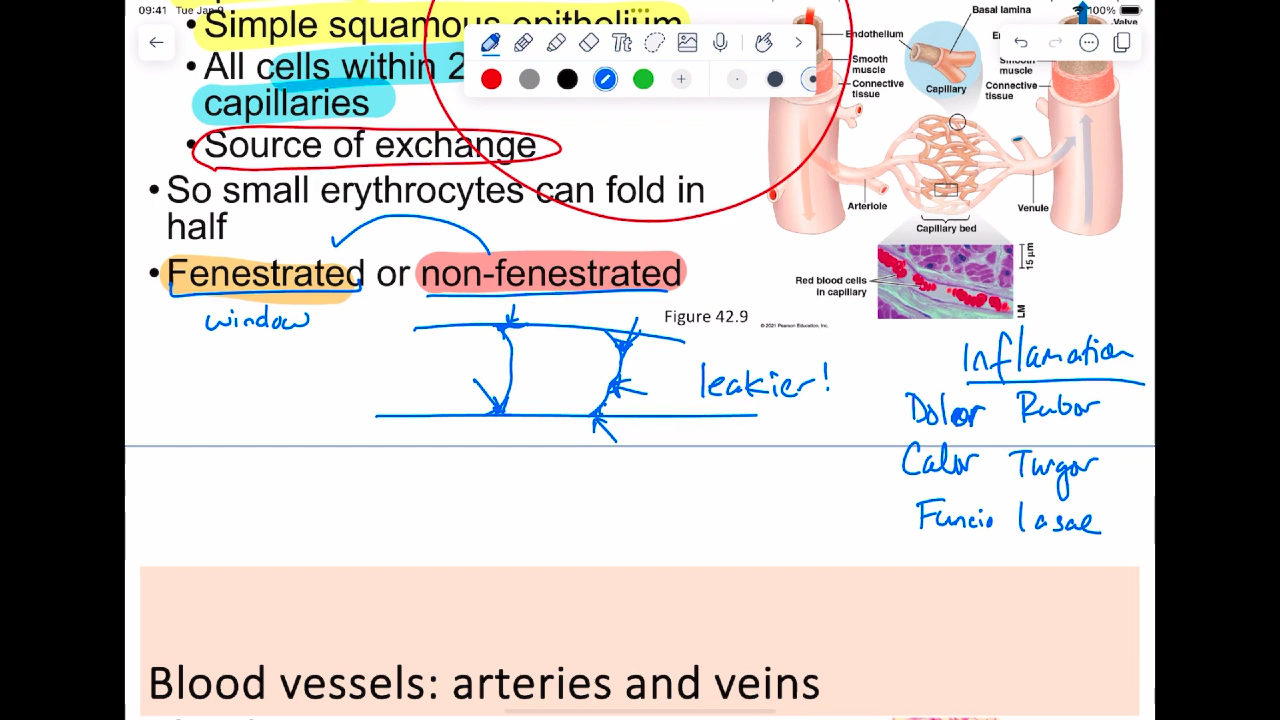 09:41 Tue Jan 9
100%
• Simple squamous epithelium
• All cells within 2
capillaries
• Source of exchange
• So small erythrocytes can fold in
half
• Fenestrated or non-fenestrated
window
leakier!
Tt
Basal lamina
Valve
Endothelium
Smooth
muscle
Connective
tissue
Capillary
Smooth
muscle
Connective
tissue
Arteriole
Venule
Capillary bed
Red blood cells
in capillary
15 µm
LM
Figure 42.9
© 2021 Pearson Education, Inc.
Inflamation
Dolor Rubor
Calor Turgor
Funcio lasae
Blood vessels: arteries and veins